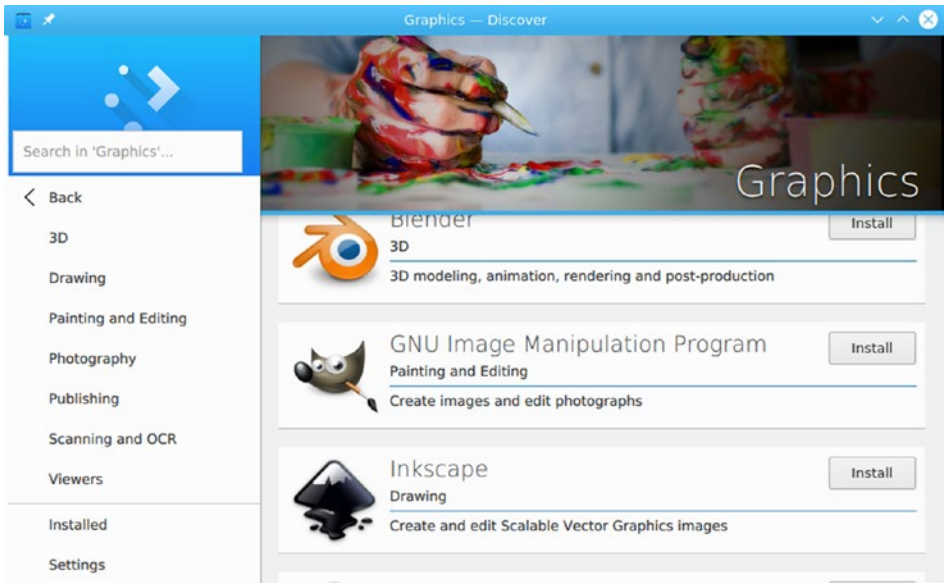 Graphics — Discover
Search in 'Graphics'...
Back
3D
Drawing
Painting and Editing
Photography
Publishing
Scanning and OCR
Viewers
Installed
Settings
Graphics
Blender
Install
3D
3D modeling, animation, rendering and post-production
GNU Image Manipulation Program
Install
Painting and Editing
Create images and edit photographs
Inkscape
Install
Drawing
Create and edit Scalable Vector Graphics images